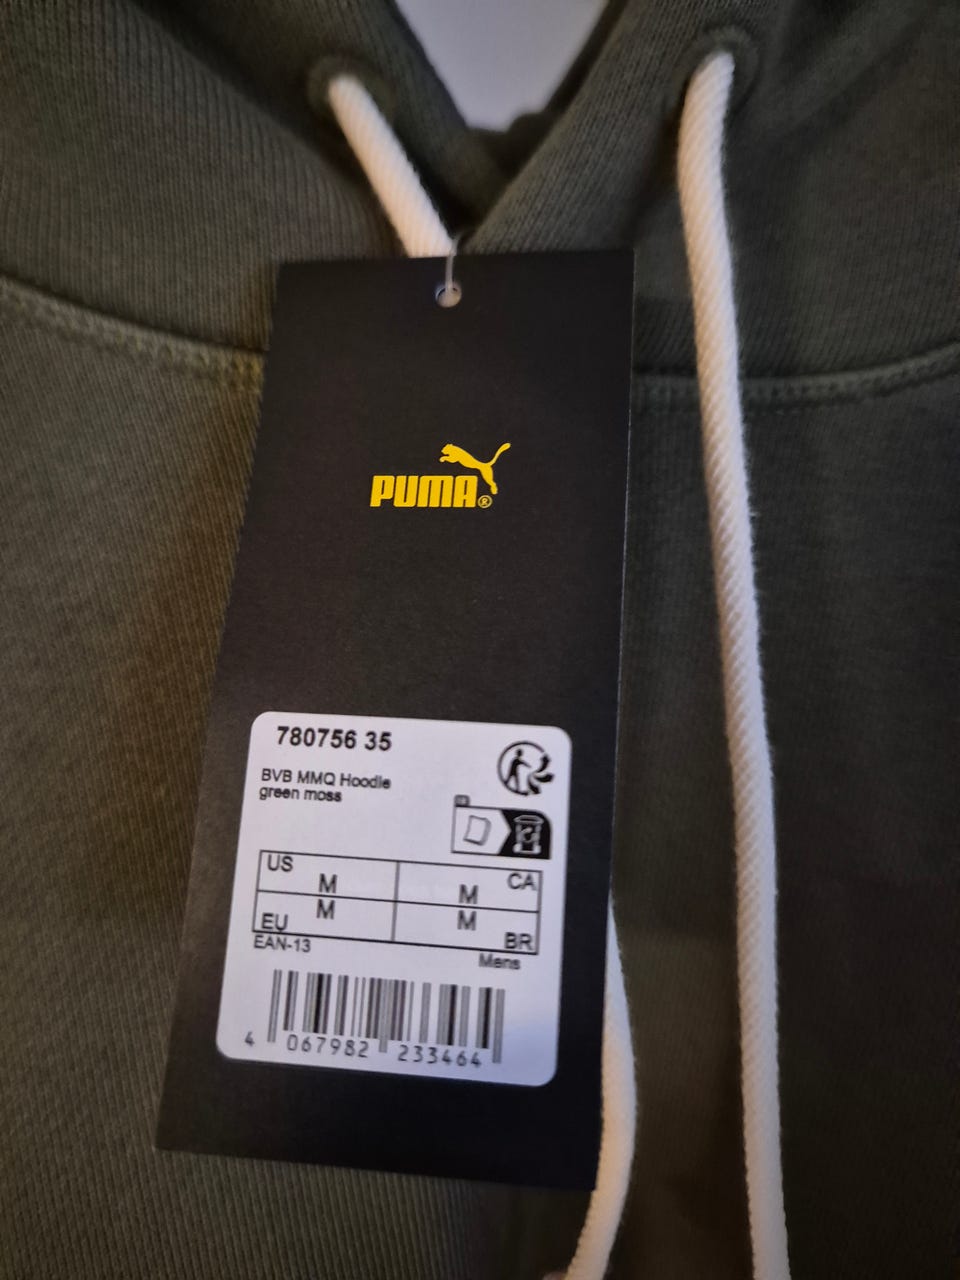 PUMA®
780756 35
BVB MMQ Hoodie
green moss
US M M CA
EU M M BR
EAN-13
Mens
4 067982 233464